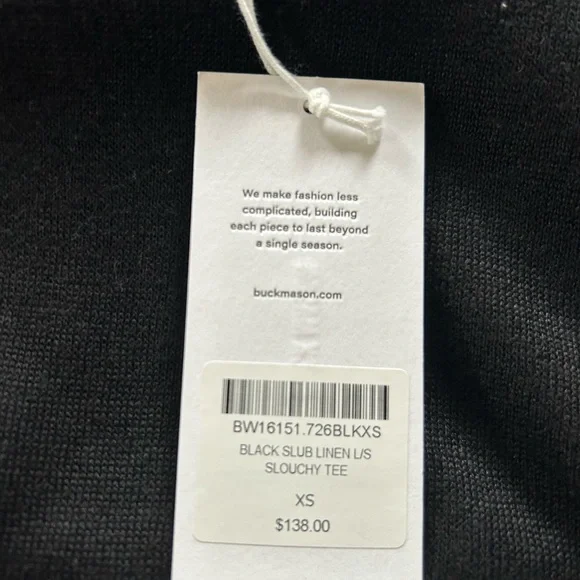 We make fashion less
complicated, building
each piece to last beyond
a single season.
buckmason.com
BW16151.726BLKXS
BLACK SLUB LINEN L/S
SLOUCHY TEE
XS
$138.00